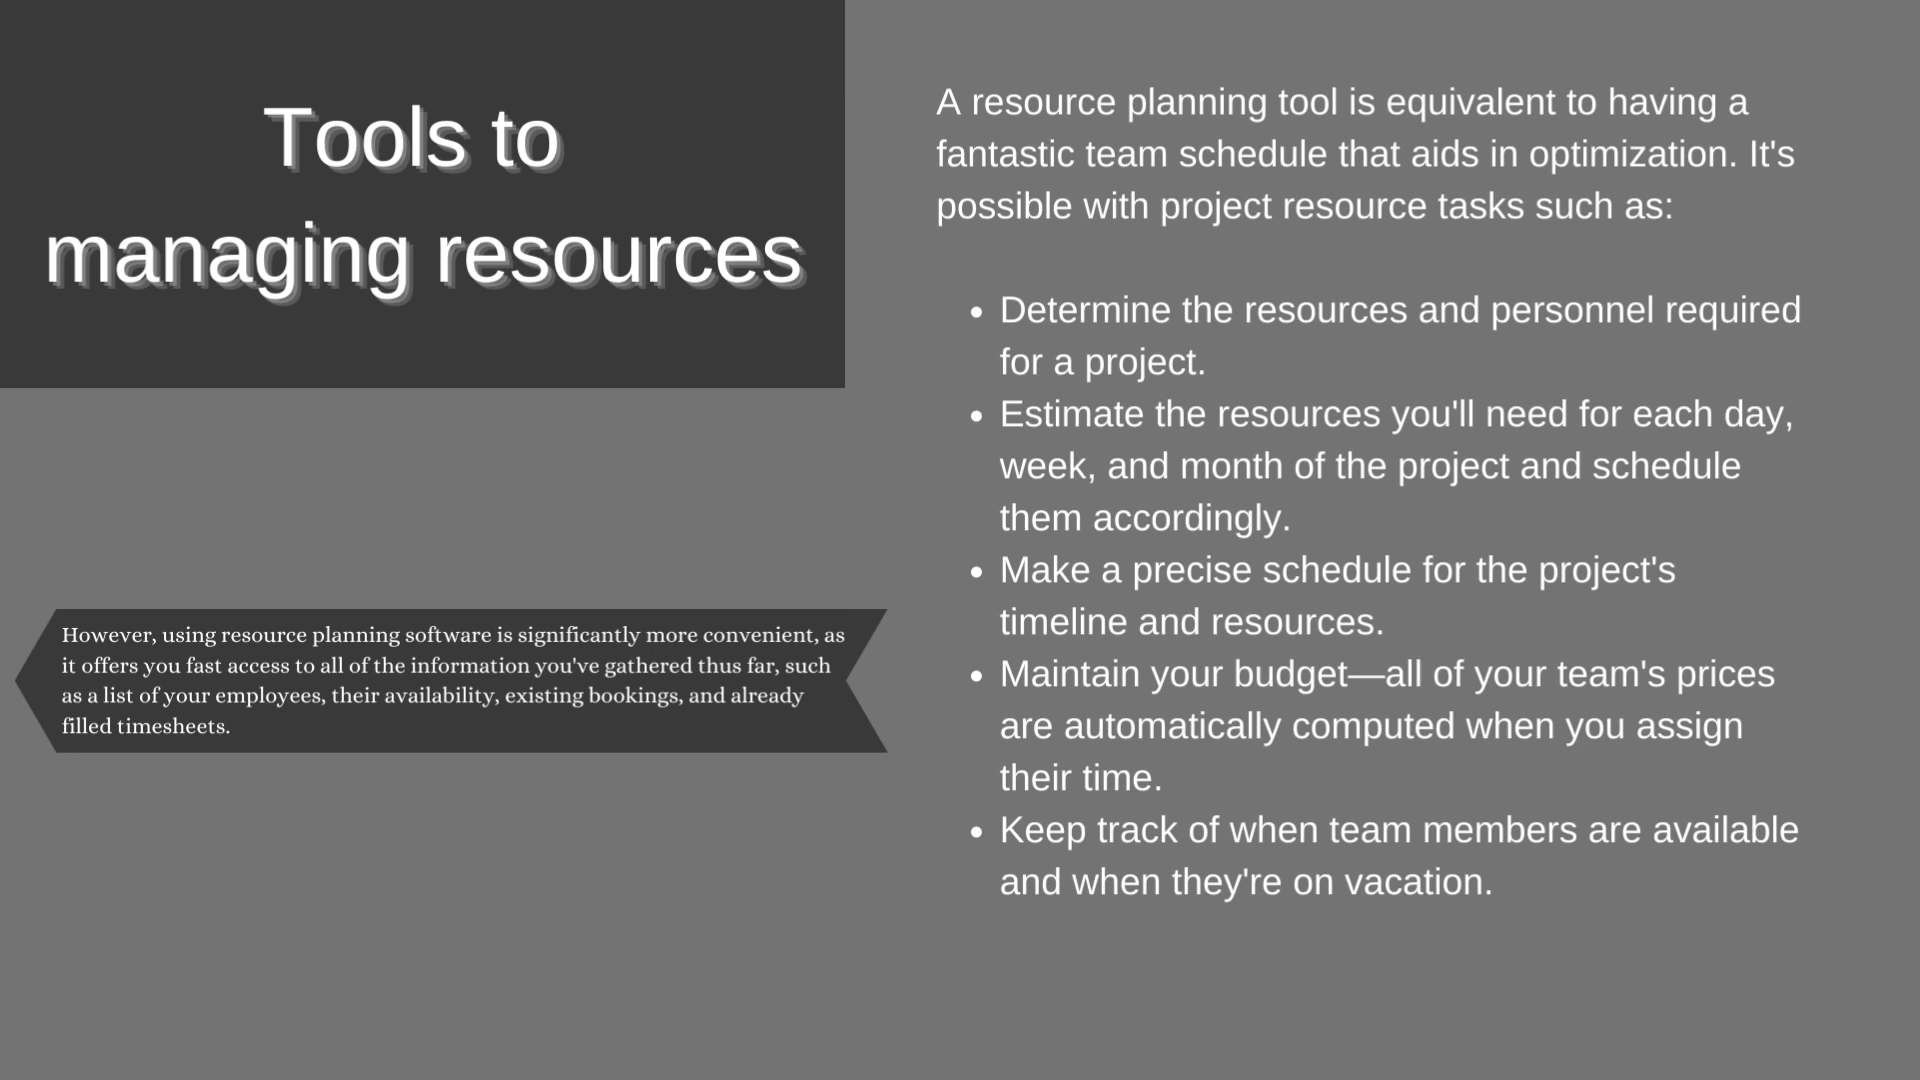 Tools to
managing resources
However, using resource planning software is significantly more convenient, as
it offers you fast access to all of the information you've gathered thus far, such
as a list of your employees, their availability, existing bookings, and already
filled timesheets.
A resource planning tool is equivalent to having a
fantastic team schedule that aids in optimization. It's
possible with project resource tasks such as:
• Determine the resources and personnel required
for a project.
• Estimate the resources you'll need for each day,
week, and month of the project and schedule
them accordingly.
• Make a precise schedule for the project's
timeline and resources.
• Maintain your budget—all of your team's prices
are automatically computed when you assign
their time.
• Keep track of when team members are available
and when they're on vacation.